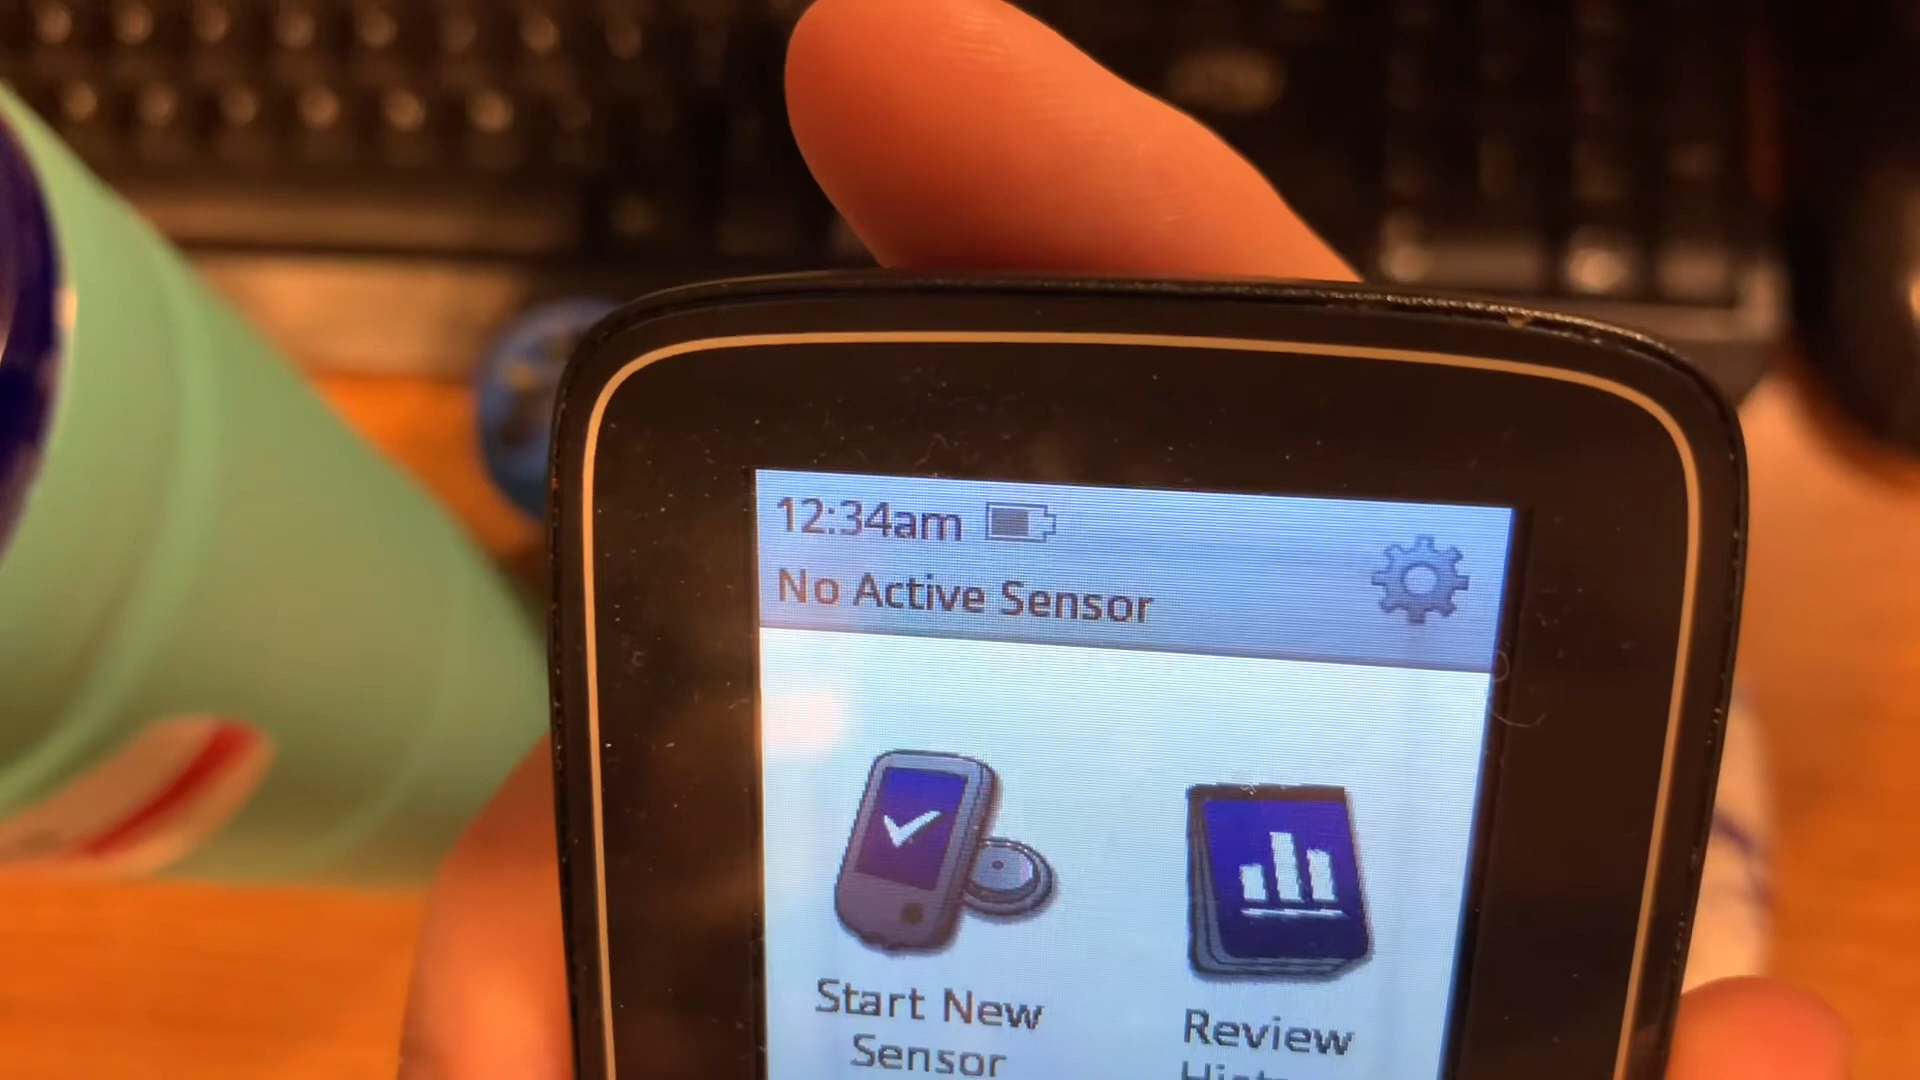 12:34am
No Active Sensor
Start New
Sensor
Review